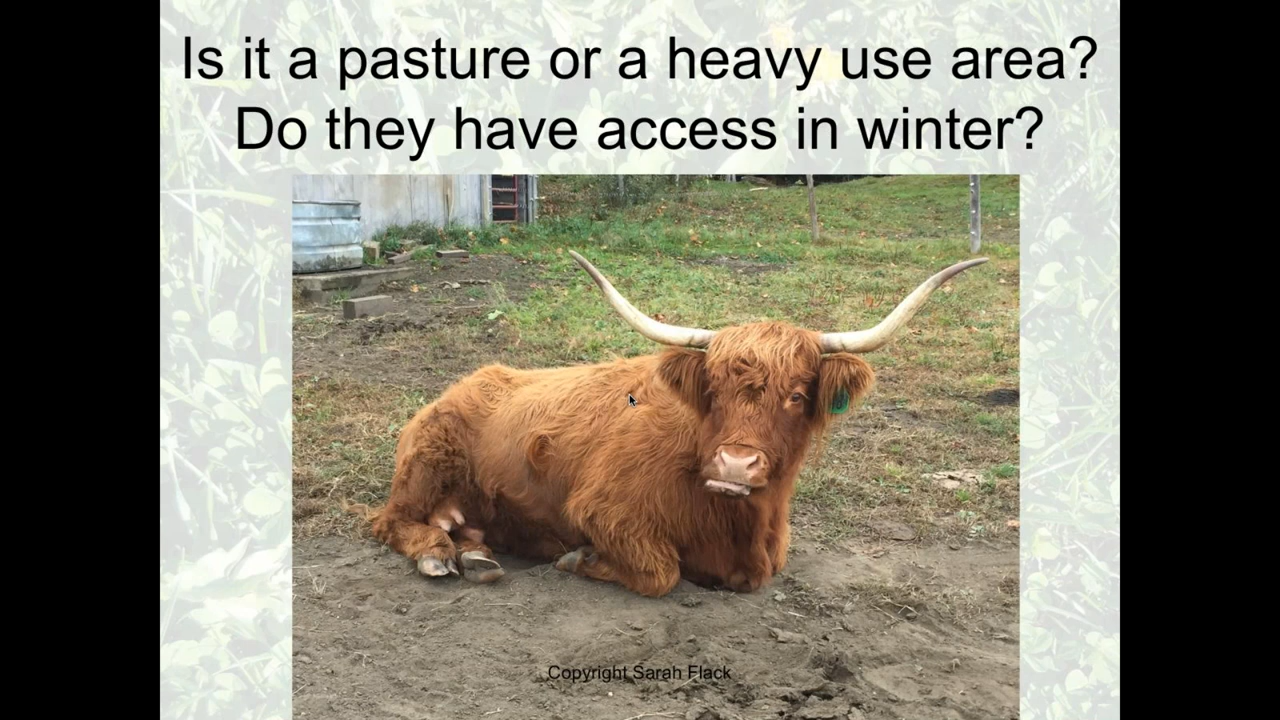 Is it a pasture or a heavy use area?
Do they have access in winter?
Copyright Sarah Flack